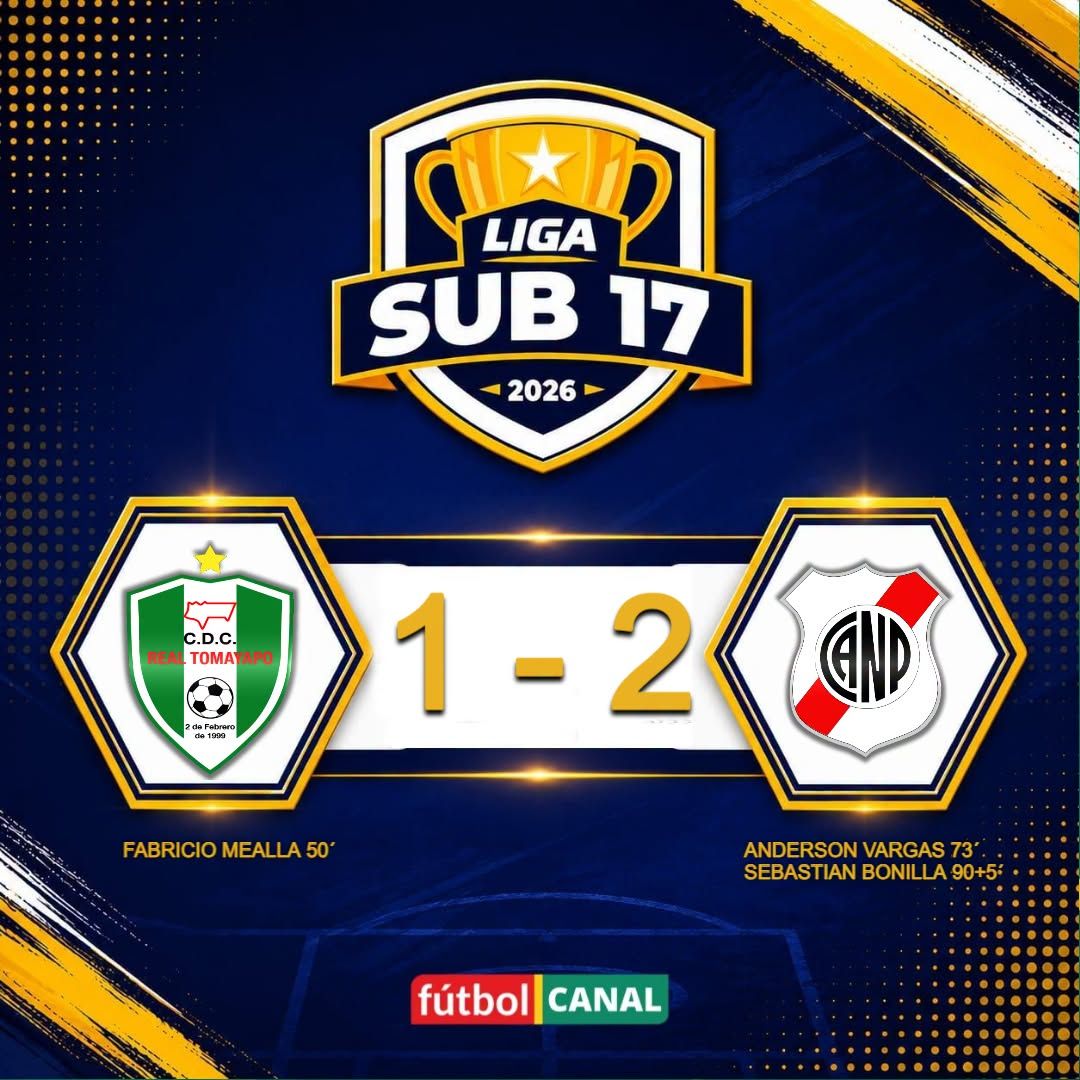 LIGA
SUB 17
2026
C.D.C.
REAL TOMAYAPO
2 de Febrero
de 1999
1 - 2
CANP
FABRICIO MEALLA 50´
ANDERSON VARGAS 73´
SEBASTIAN BONILLA 90+5´
fútbol CANAL